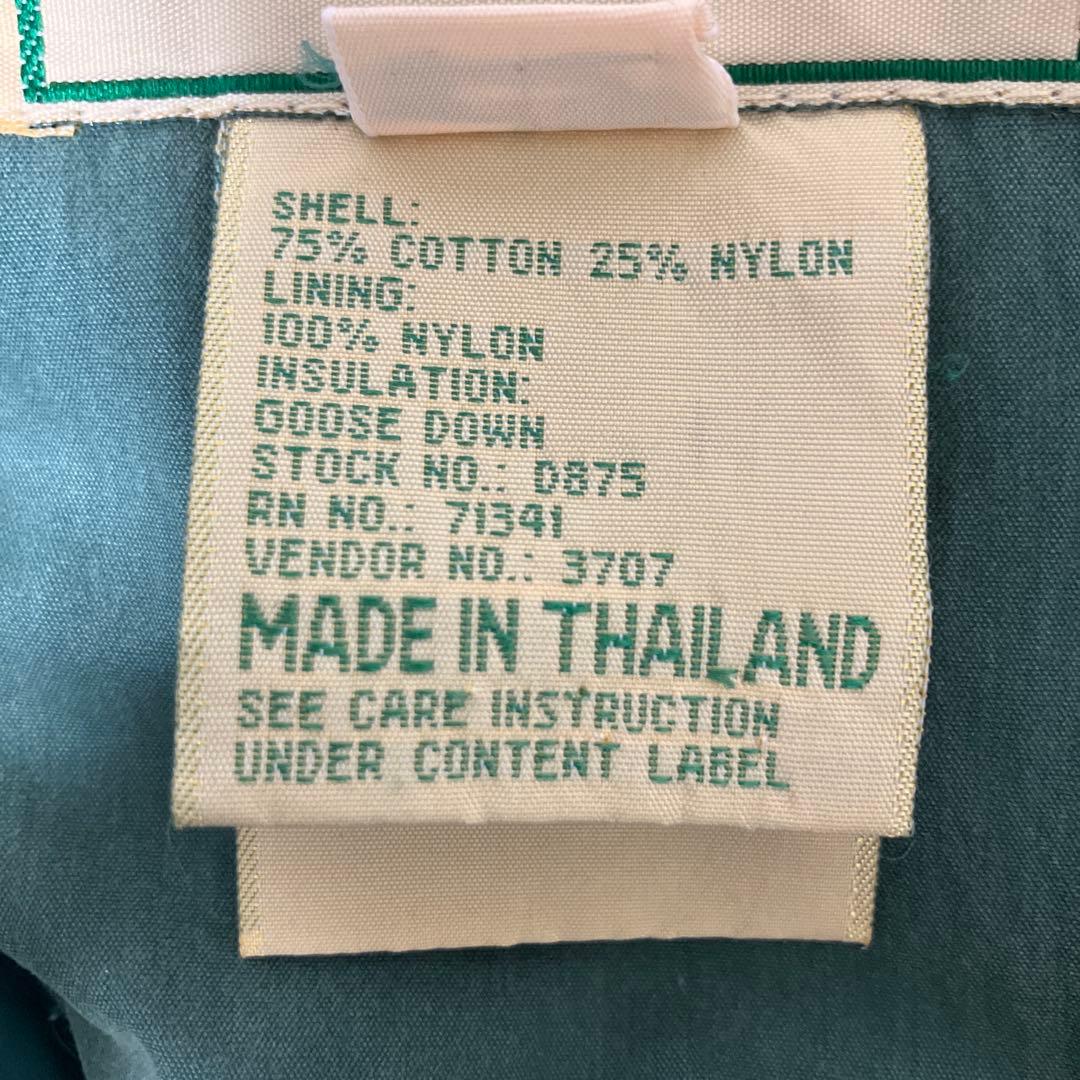 SHELL:
75% COTTON 25% NYLON
LINING:
100% NYLON
INSULATION:
GOOSE DOWN
STOCK NO.: D875
RN NO.: 71341
VENDOR NO.: 3707
MADE IN THAILAND
SEE CARE INSTRUCTION
UNDER CONTENT LABEL